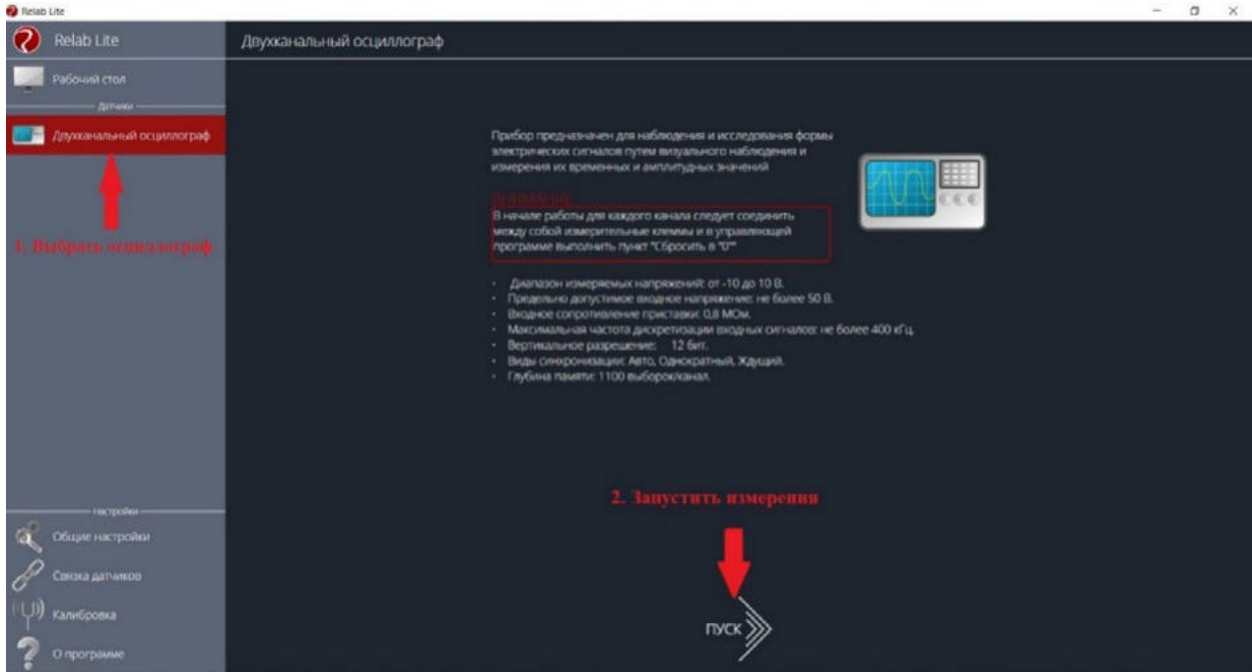 Relab Lite
Relab Lite
Двухканальный осциллограф
Рабочий стол
Датчики
Двухканальный осциллограф
1. Выбрать осциллограф
Прибор предназначен для наблюдения и исследования формы
электрических сигналов путем визуального наблюдения и
измерения их временных и амплитудных значений
ВНИМАНИЕ
В начале работы для каждого канала следует соединить
между собой измерительные клеммы и в управляющей
программе выполнить пункт "Сбросить в "0""
• Диапазон измеряемых напряжений: от -10 до 10 В.
• Предельно допустимое входное напряжение: не более 50 В.
• Входное сопротивление приставки: 0,8 МОм.
• Максимальная частота дискретизации входных сигналов: не более 400 кГц.
• Вертикальное разрешение: 12 бит.
• Виды синхронизации: Авто, Однократный, Ждущий.
• Глубина памяти: 1100 выборок/канал.
2. Запустить измерения
ПУСК
Настройки
Общие настройки
Связка датчиков
Калибровка
О программе